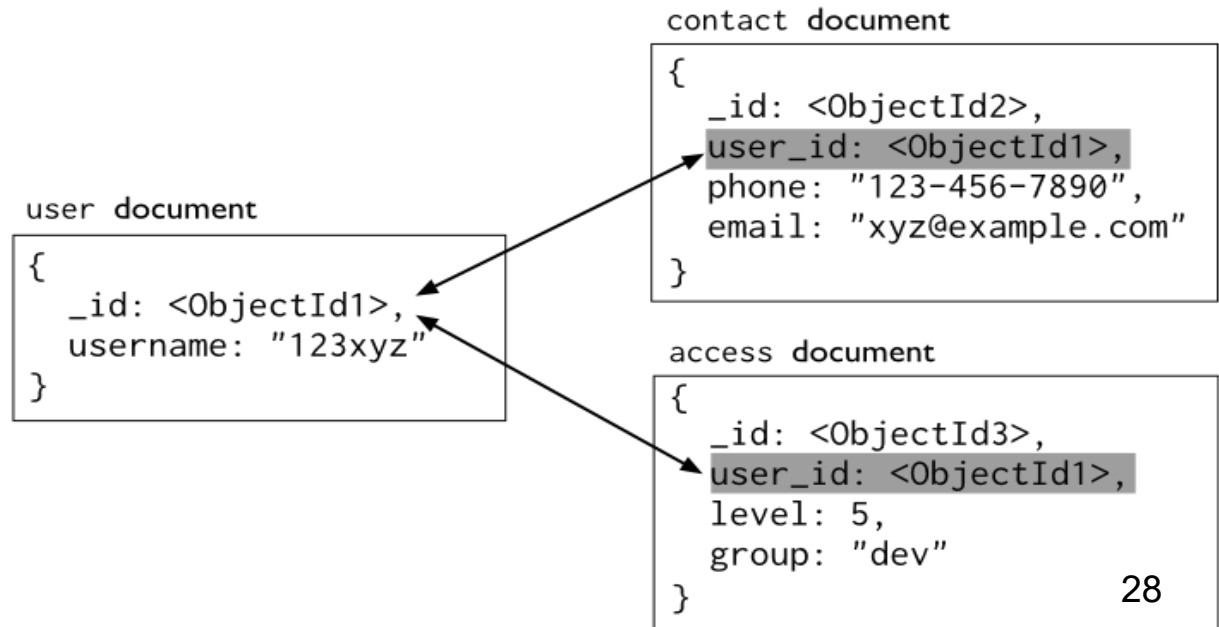 contact document
{
_id: <ObjectId2>,
user_id: <ObjectId1>,
phone: "123-456-7890",
email: "xyz@example.com"
}
user document
{
_id: <ObjectId1>,
username: "123xyz"
}
access document
{
_id: <ObjectId3>,
user_id: <ObjectId1>,
level: 5,
group: "dev"
}
28